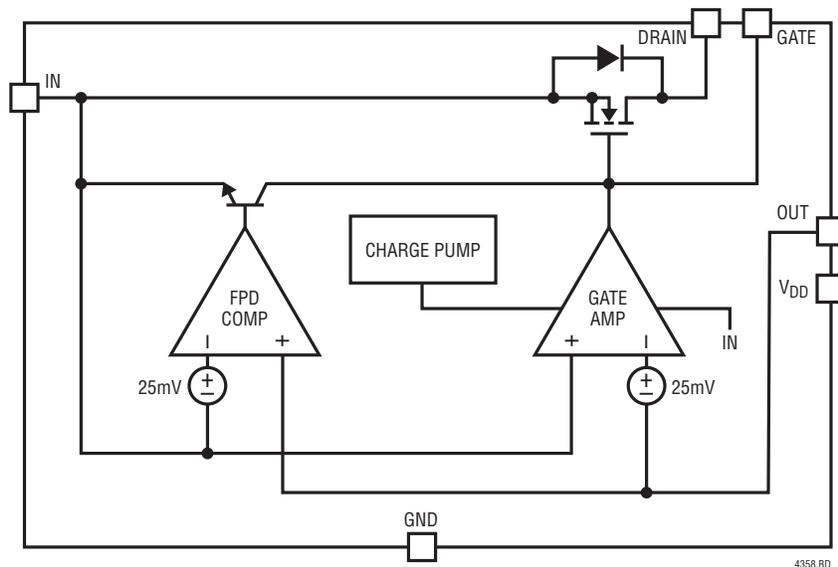 DRAIN
GATE
IN
OUT
CHARGE PUMP
VDD
FPD
COMP
GATE
AMP
IN
− +
+ −
25mV
+
−
+
−
25mV
GND
4358 BD